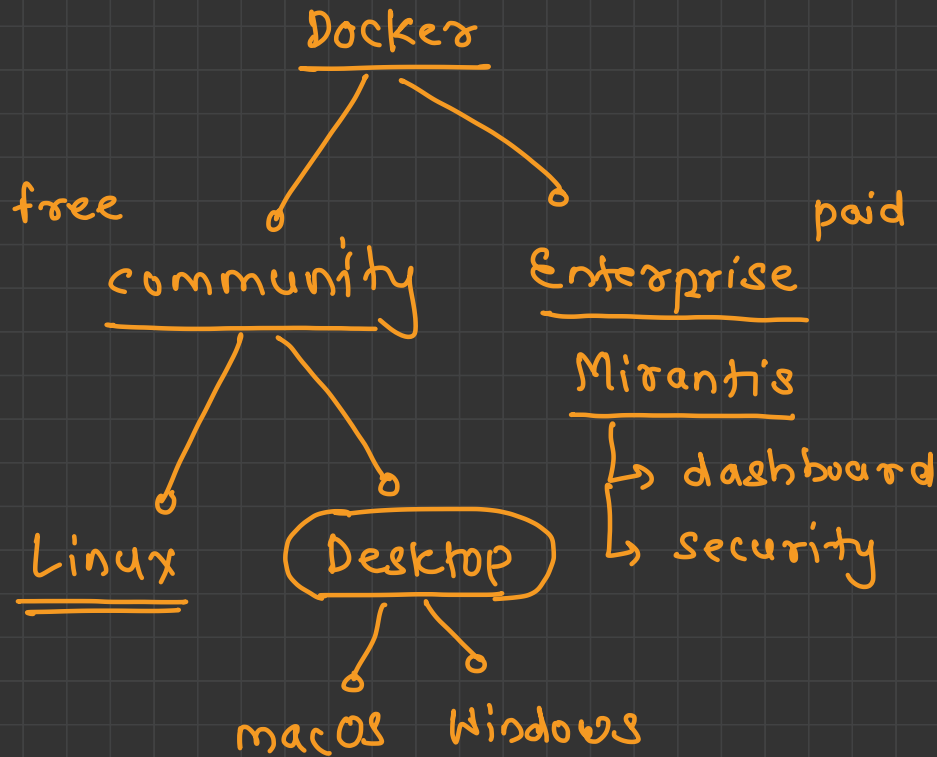 Docker
free
paid
community
Enterprise
Mirantis
dashboard
security
Linux
Desktop
macOS
Windows